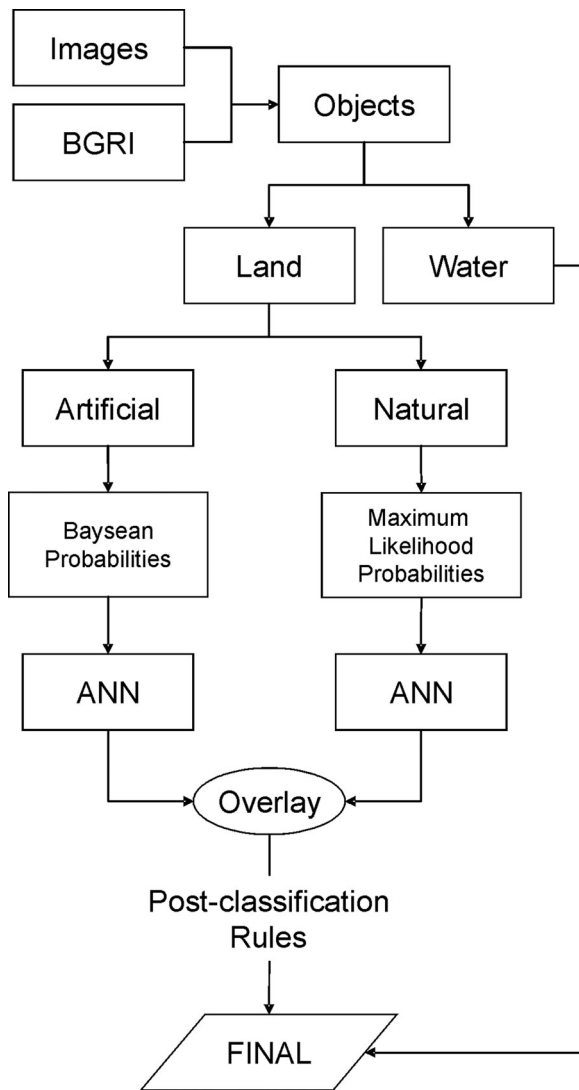 Images
BGRI
Objects
Land
Water
Artificial
Natural
Baysean
Probabilities
Maximum
Likelihood
Probabilities
ANN
ANN
Overlay
Post-classification
Rules
FINAL